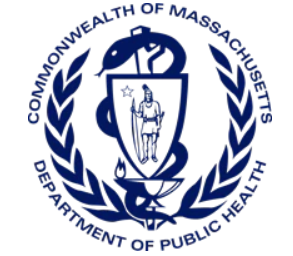 COMMONWEALTH OF MASSACHUSETTS
DEPARTMENT OF PUBLIC HEALTH